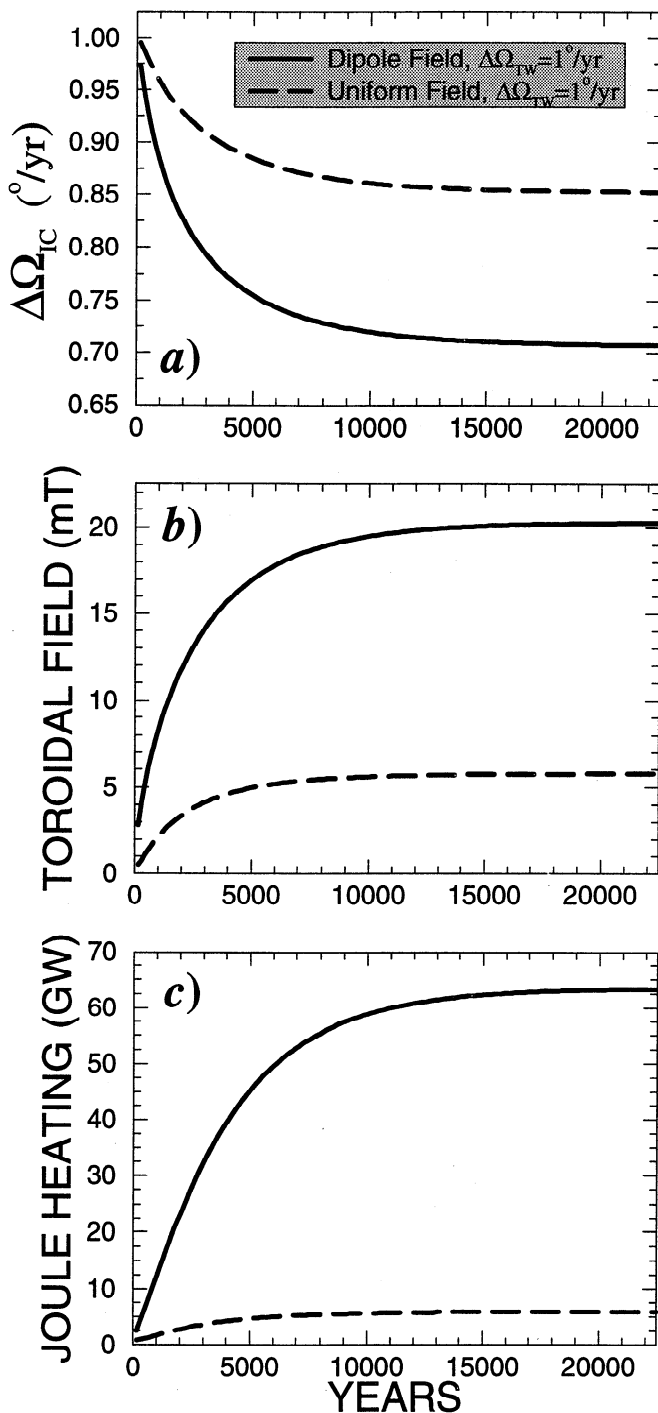 1.00
0.95
0.90
0.85
0.80
0.75
0.70
0.65
ΔΩIC (°/yr)
Dipole Field, ΔΩTW=1°/yr
Uniform Field, ΔΩTW=1°/yr
a)
0 5000 10000 15000 20000
20
15
10
5
0
TOROIDAL FIELD (mT)
b)
0 5000 10000 15000 20000
70
60
50
40
30
20
10
0
JOULE HEATING (GW)
c)
0 5000 10000 15000 20000
YEARS